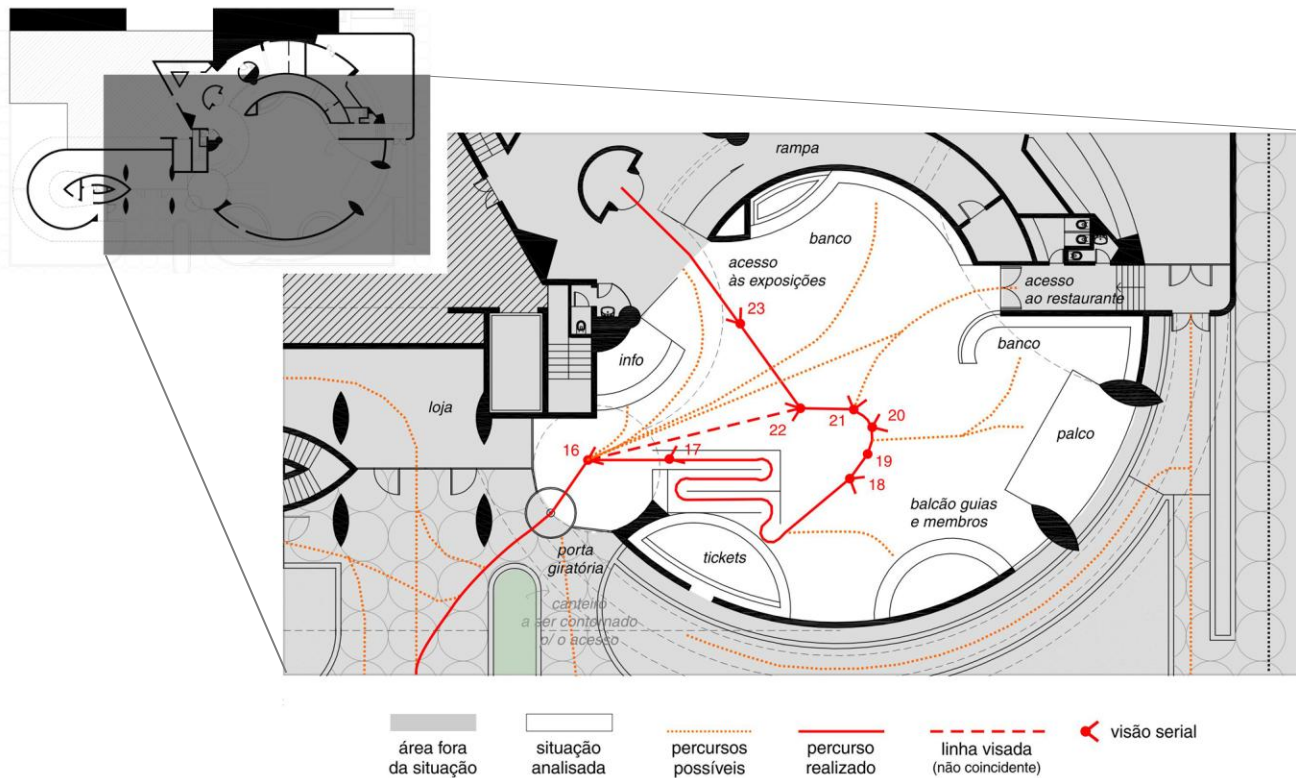 rampa
banco
acesso
às exposições
acesso
ao restaurante
23
info
banco
loja
22
21
20
palco
16
17
19
18
balcão guias
e membros
porta
giratória
tickets
canteiro
a ser contornado
p/ o acesso
área fora
da situação
situação
analisada
percursos
possíveis
percurso
realizado
linha visada
(não coincidente)
visão serial